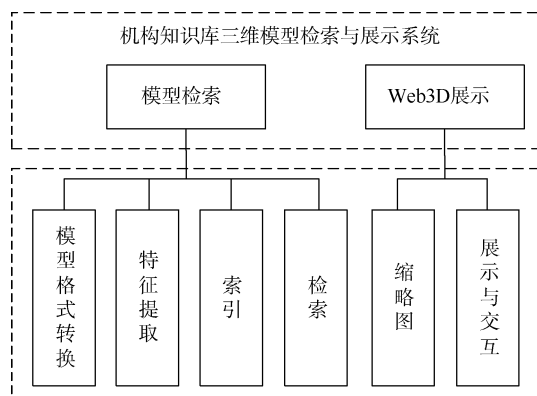 机构知识库三维模型检索与展示系统
模型检索
Web3D展示
模型格式转换
特征提取
索引
检索
缩略图
展示与交互